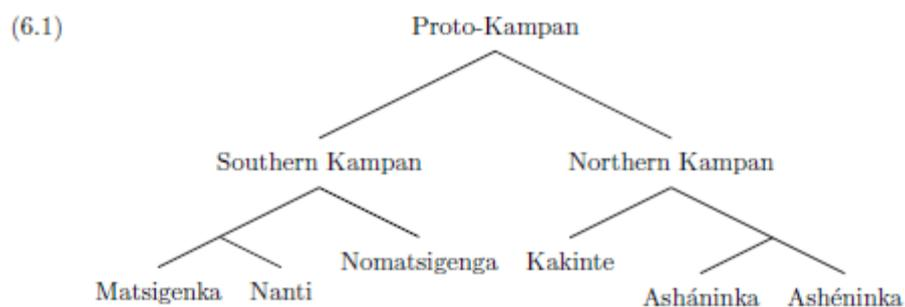 (6.1) Proto-Kampan
Southern Kampan Northern Kampan
Nomatsigenga Kakinte
Matsigenka Nanti Asháninka Ashéninka